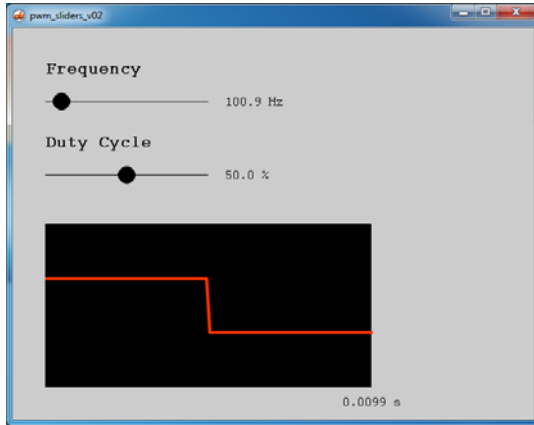 pwm_sliders_v02
Frequency
100.9 Hz
Duty Cycle
50.0 %
0.0099 s